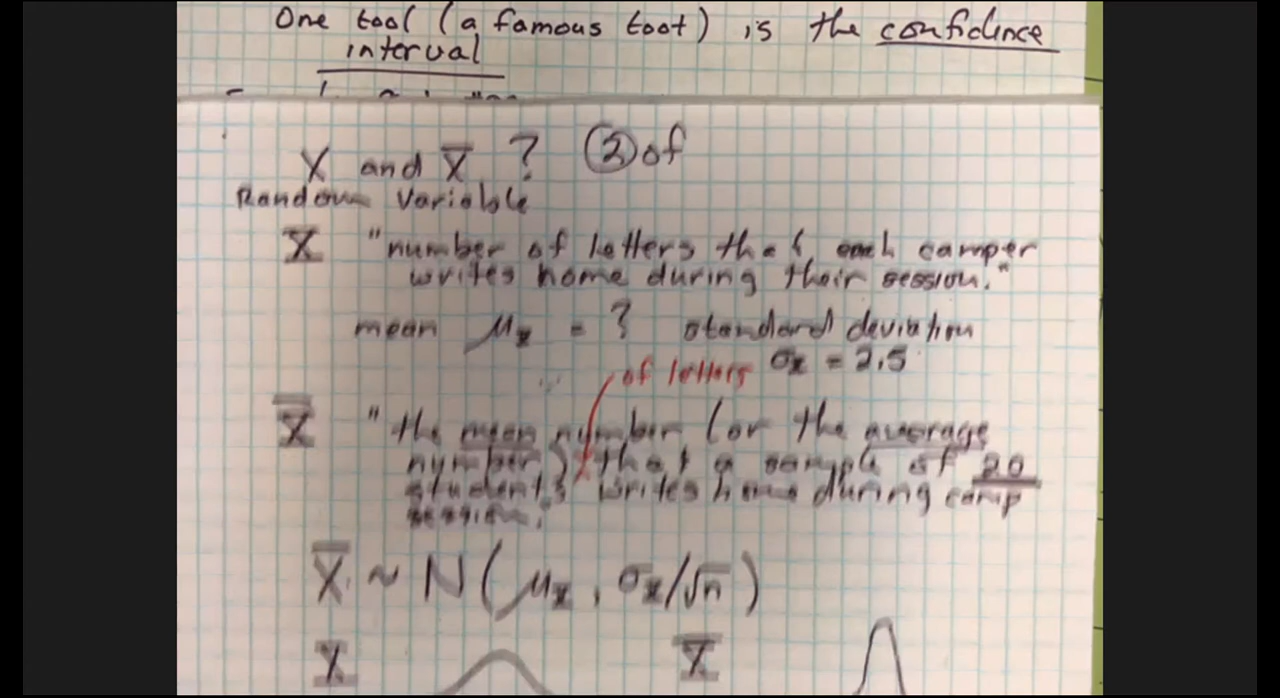 One tool (a famous toot) is the confidence
interval
X and X̅ ? ② of
Random Variable
X "number of letters that each camper
writes home during their session."
mean μx = ? standard deviation
of letters σx = 2.5
X̅ "the mean number (or the average
number) that a sample of 20
students writes home during camp
session."
X̅ ~ N(μx, σx/√n)
X X̅